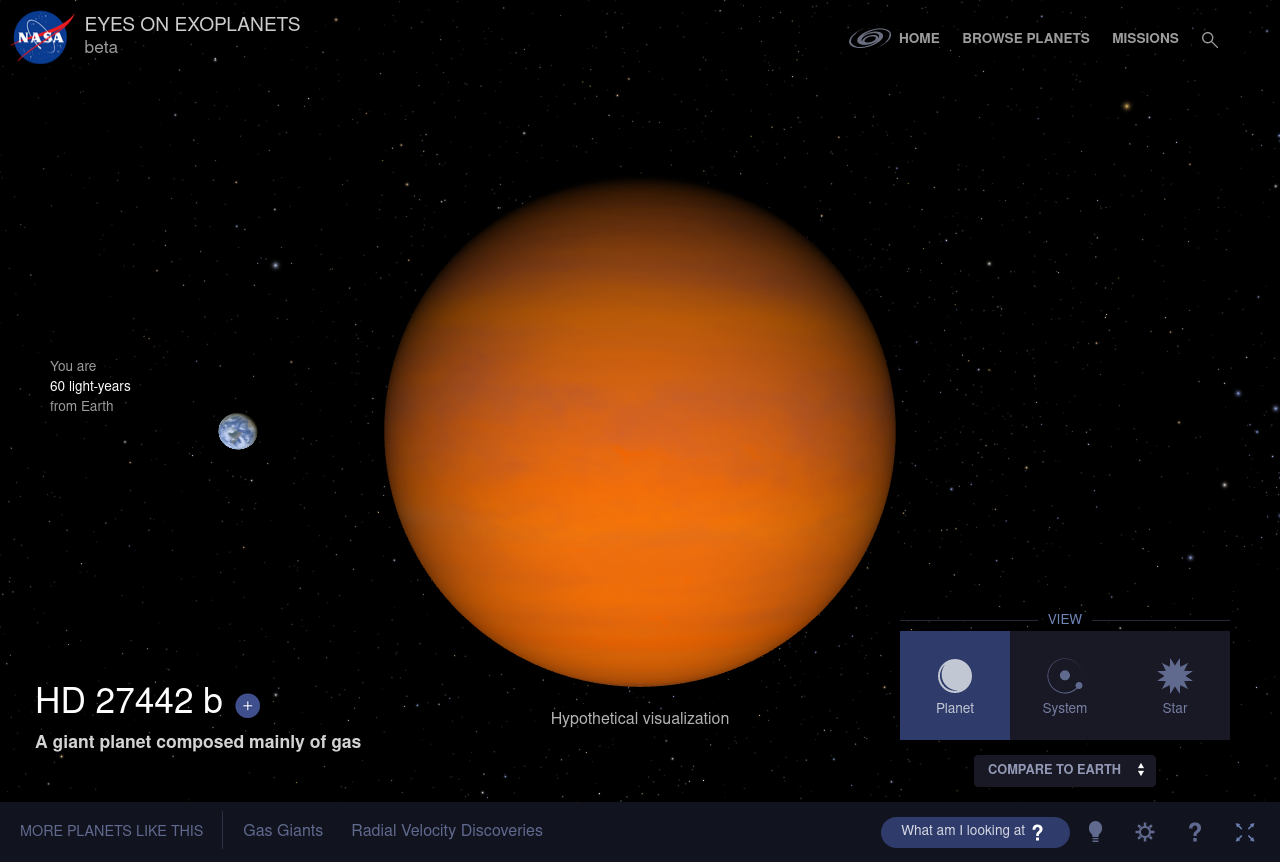 NASA
EYES ON EXOPLANETS
beta
HOME
BROWSE PLANETS
MISSIONS
You are
60 light-years
from Earth
VIEW
Planet
System
Star
HD 27442 b +
A giant planet composed mainly of gas
Hypothetical visualization
COMPARE TO EARTH
MORE PLANETS LIKE THIS
Gas Giants
Radial Velocity Discoveries
What am I looking at ?
?